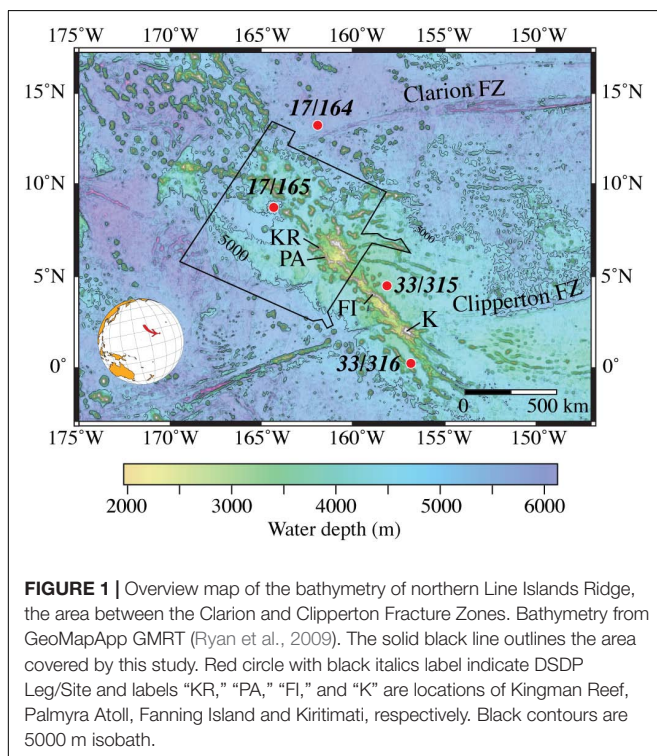 175°W 170°W 165°W 160°W 155°W 150°W
15°N 15°N
Clarion FZ
17/164
10°N 10°N
17/165
KR
5000
PA
5000
5°N 5°N
33/315
FI
Clipperton FZ
K
33/316
0° 0°
0 500 km
175°W 170°W 165°W 160°W 155°W 150°W
2000 3000 4000 5000 6000
Water depth (m)
FIGURE 1 | Overview map of the bathymetry of northern Line Islands Ridge,
the area between the Clarion and Clipperton Fracture Zones. Bathymetry from
GeoMapApp GMRT (Ryan et al., 2009). The solid black line outlines the area
covered by this study. Red circle with black italics label indicate DSDP
Leg/Site and labels “KR,” “PA,” “FI,” and “K” are locations of Kingman Reef,
Palmyra Atoll, Fanning Island and Kiritimati, respectively. Black contours are
5000 m isobath.